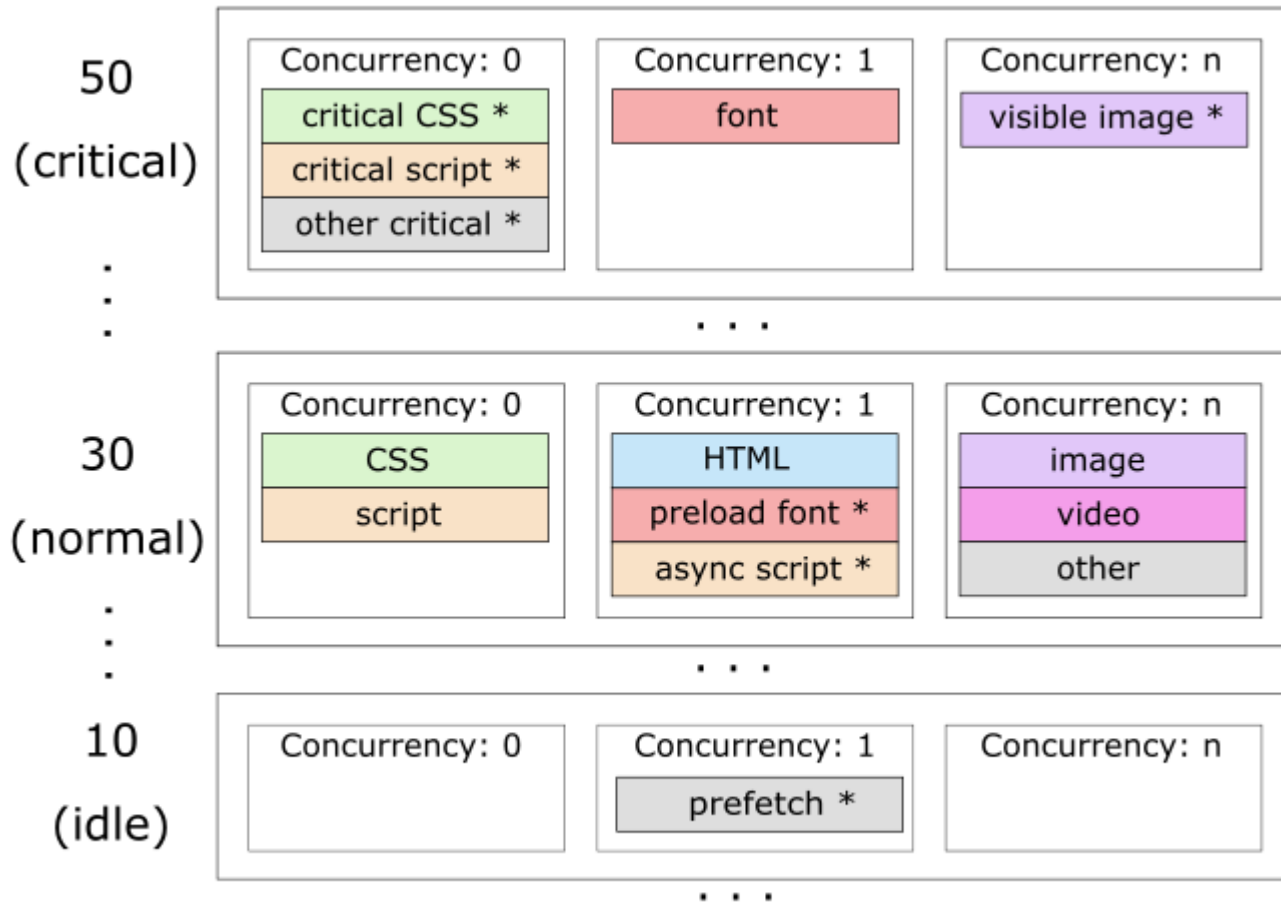 50
(critical)
Concurrency: 0
critical CSS *
critical script *
other critical *
Concurrency: 1
font
Concurrency: n
visible image *
. . .
. . .
30
(normal)
Concurrency: 0
CSS
script
Concurrency: 1
HTML
preload font *
async script *
Concurrency: n
image
video
other
. . .
. . .
10
(idle)
Concurrency: 0
Concurrency: 1
prefetch *
Concurrency: n
. . .